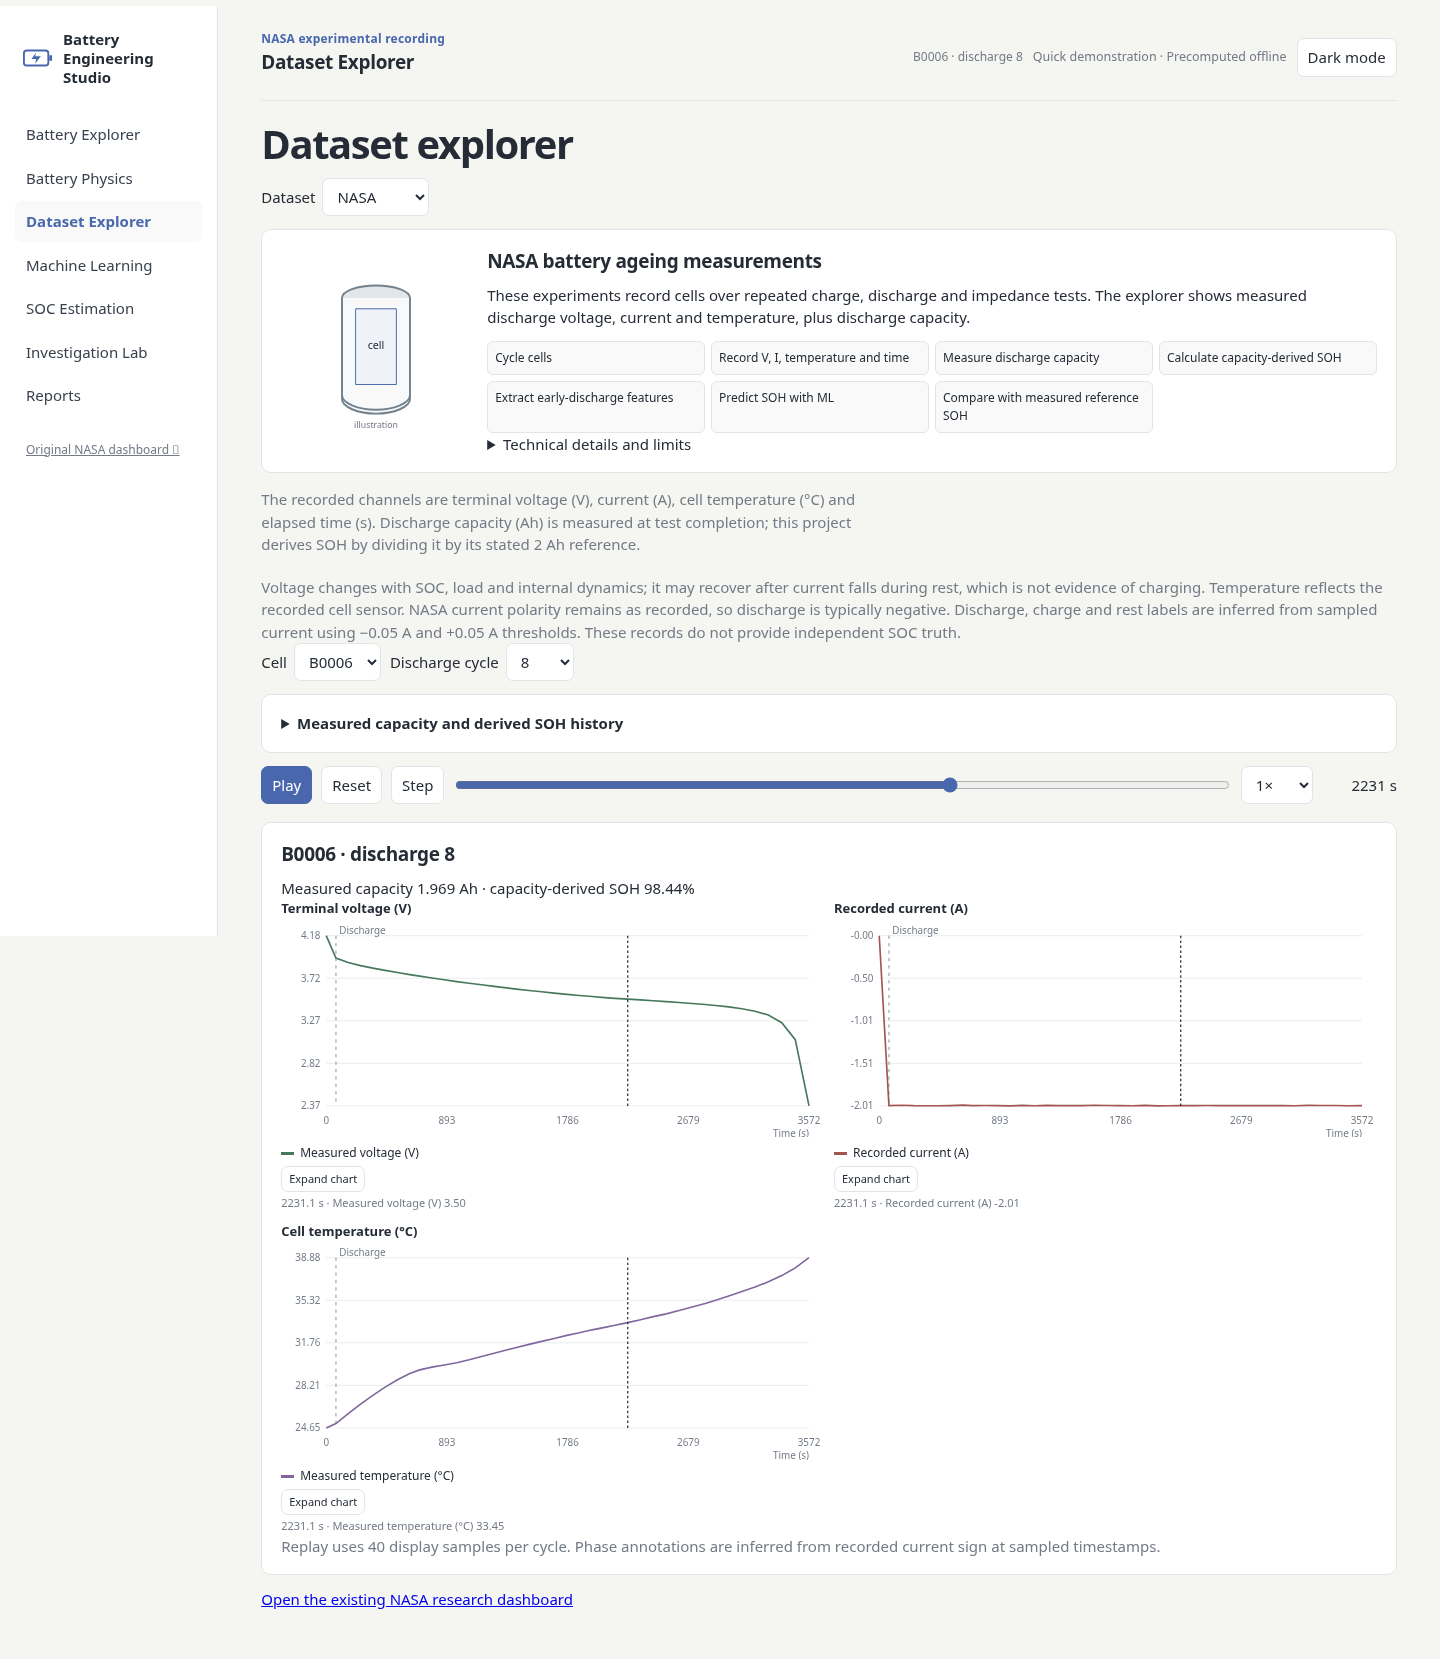 Battery
Engineering
Studio
Battery Explorer
Battery Physics
Dataset Explorer
Machine Learning
SOC Estimation
Investigation Lab
Reports
Original NASA dashboard
NASA experimental recording
Dataset Explorer
B0006 · discharge 8 Quick demonstration · Precomputed offline
Dark mode
Dataset explorer
Dataset NASA
cell
illustration
NASA battery ageing measurements
These experiments record cells over repeated charge, discharge and impedance tests. The explorer shows measured
discharge voltage, current and temperature, plus discharge capacity.
Cycle cells
Record V, I, temperature and time
Measure discharge capacity
Calculate capacity-derived SOH
Extract early-discharge features
Predict SOH with ML
Compare with measured reference
SOH
Technical details and limits
The recorded channels are terminal voltage (V), current (A), cell temperature (°C) and
elapsed time (s). Discharge capacity (Ah) is measured at test completion; this project
derives SOH by dividing it by its stated 2 Ah reference.
Voltage changes with SOC, load and internal dynamics; it may recover after current falls during rest, which is not evidence of charging. Temperature reflects the
recorded cell sensor. NASA current polarity remains as recorded, so discharge is typically negative. Discharge, charge and rest labels are inferred from sampled
current using −0.05 A and +0.05 A thresholds. These records do not provide independent SOC truth.
Cell B0006 Discharge cycle 8
Measured capacity and derived SOH history
Play Reset Step 1× 2231 s
B0006 · discharge 8
Measured capacity 1.969 Ah · capacity-derived SOH 98.44%
Terminal voltage (V)
Discharge
4.18
3.72
3.27
2.82
2.37
0 893 1786 2679 3572
Time (s)
Measured voltage (V)
Expand chart
2231.1 s · Measured voltage (V) 3.50
Recorded current (A)
Discharge
-0.00
-0.50
-1.01
-1.51
-2.01
0 893 1786 2679 3572
Time (s)
Recorded current (A)
Expand chart
2231.1 s · Recorded current (A) -2.01
Cell temperature (°C)
Discharge
38.88
35.32
31.76
28.21
24.65
0 893 1786 2679 3572
Time (s)
Measured temperature (°C)
Expand chart
2231.1 s · Measured temperature (°C) 33.45
Replay uses 40 display samples per cycle. Phase annotations are inferred from recorded current sign at sampled timestamps.
Open the existing NASA research dashboard